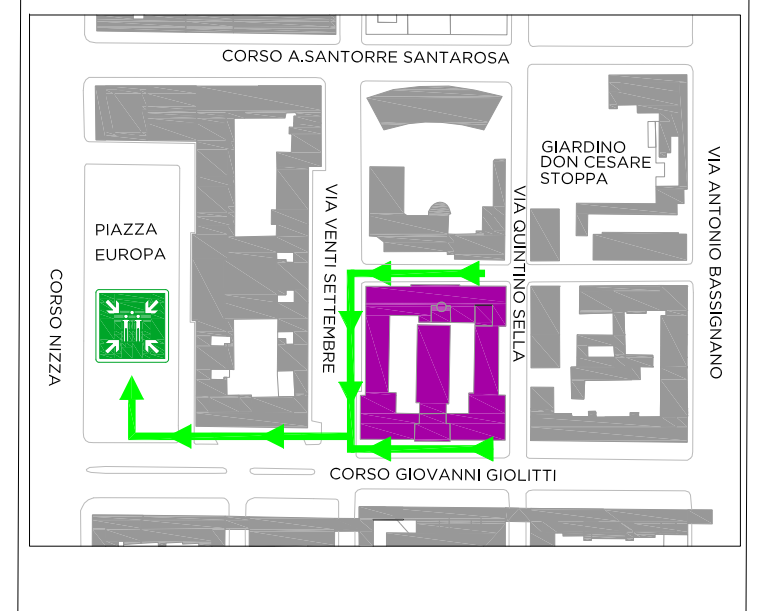 CORSO A.SANTORRE SANTAROSA
GIARDINO
DON CESARE
STOPPA
PIAZZA
EUROPA
CORSO NIZZA
VIA VENTI SETTEMBRE
VIA QUINTINO SELLA
VIA ANTONIO BASSIGNANO
CORSO GIOVANNI GIOLITTI